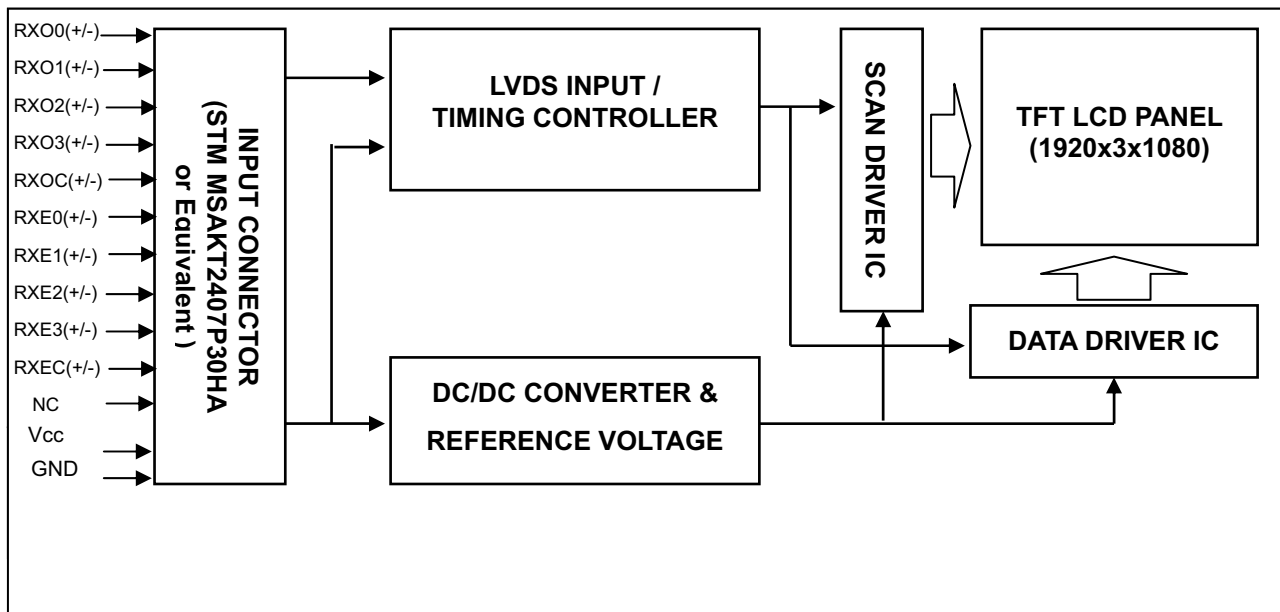 RXO0(+/-)
RXO1(+/-)
RXO2(+/-)
RXO3(+/-)
RXOC(+/-)
RXE0(+/-)
RXE1(+/-)
RXE2(+/-)
RXE3(+/-)
RXEC(+/-)
NC
Vcc
GND
INPUT CONNECTOR
(STM MSAKT2407P30HA
or Equivalent )
LVDS INPUT /
TIMING CONTROLLER
DC/DC CONVERTER &
REFERENCE VOLTAGE
SCAN DRIVER IC
TFT LCD PANEL
(1920x3x1080)
DATA DRIVER IC